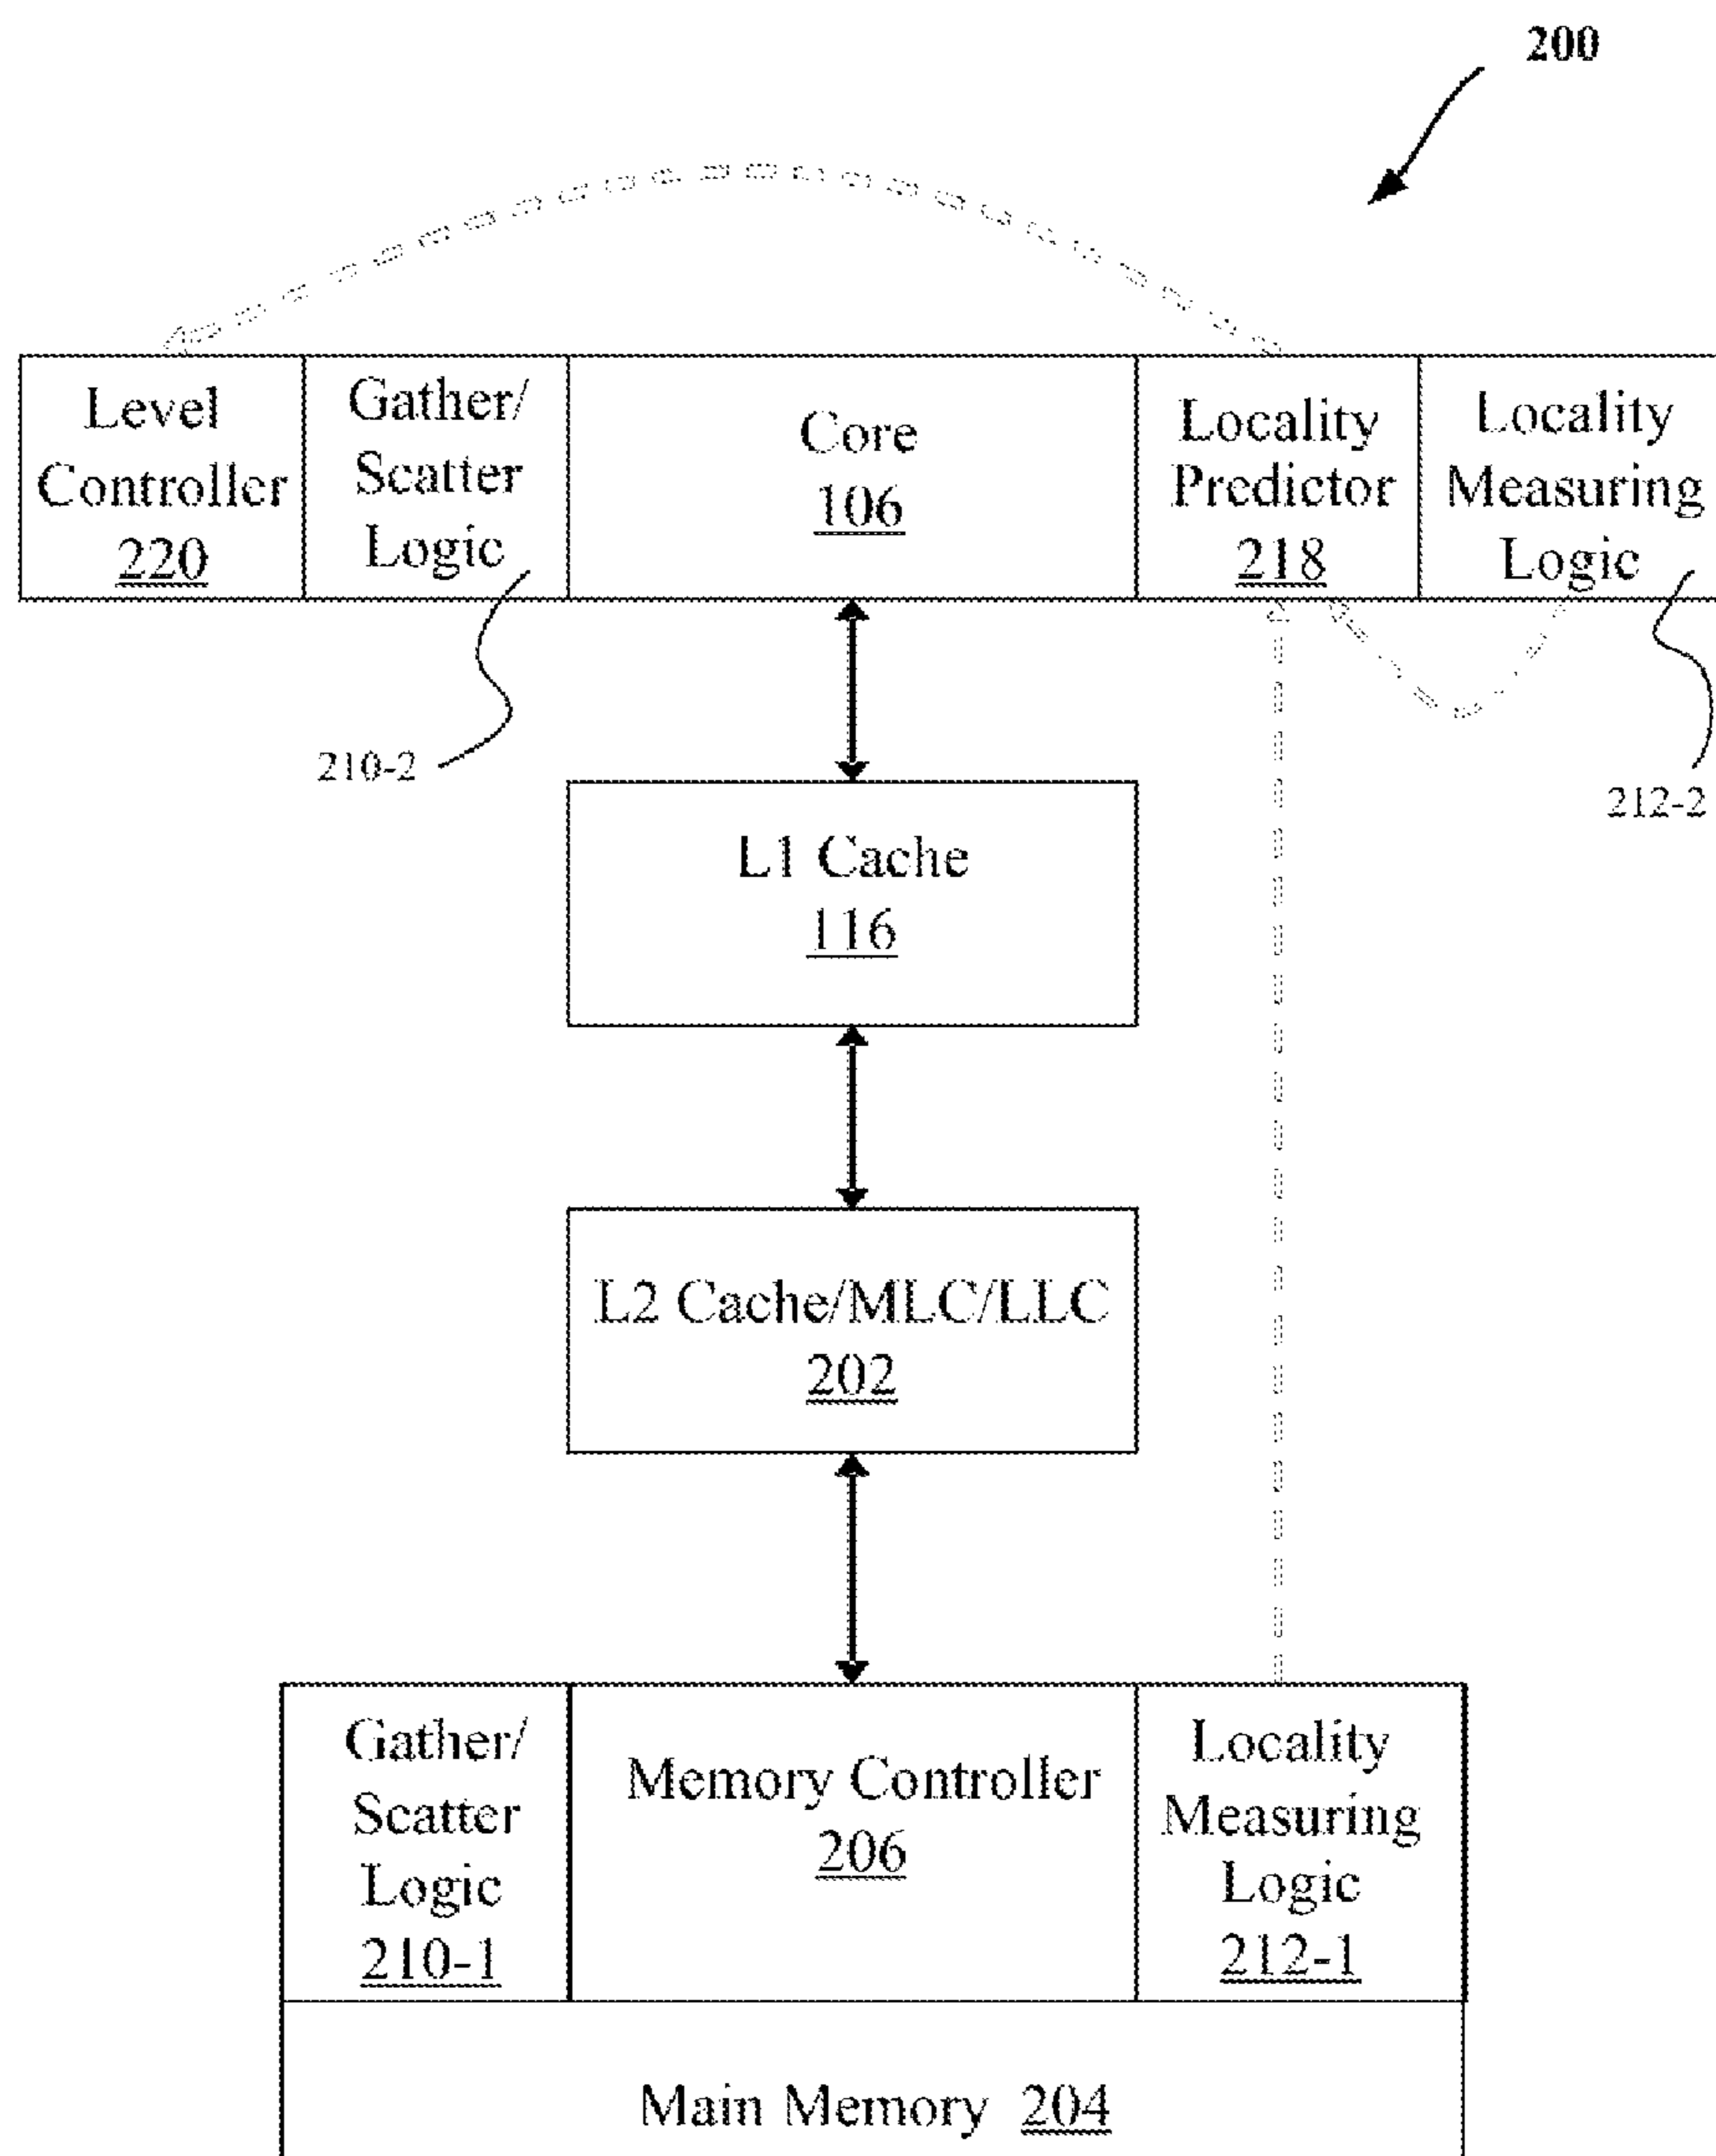 200
Level
Controller
220
Gather/
Scatter
Logic
Core
106
Locality
Predictor
218
Locality
Measuring
Logic
210-2
212-2
L1 Cache
116
L2 Cache/MLC/LLC
202
Gather/
Scatter
Logic
210-1
Memory Controller
206
Locality
Measuring
Logic
212-1
Main Memory 204